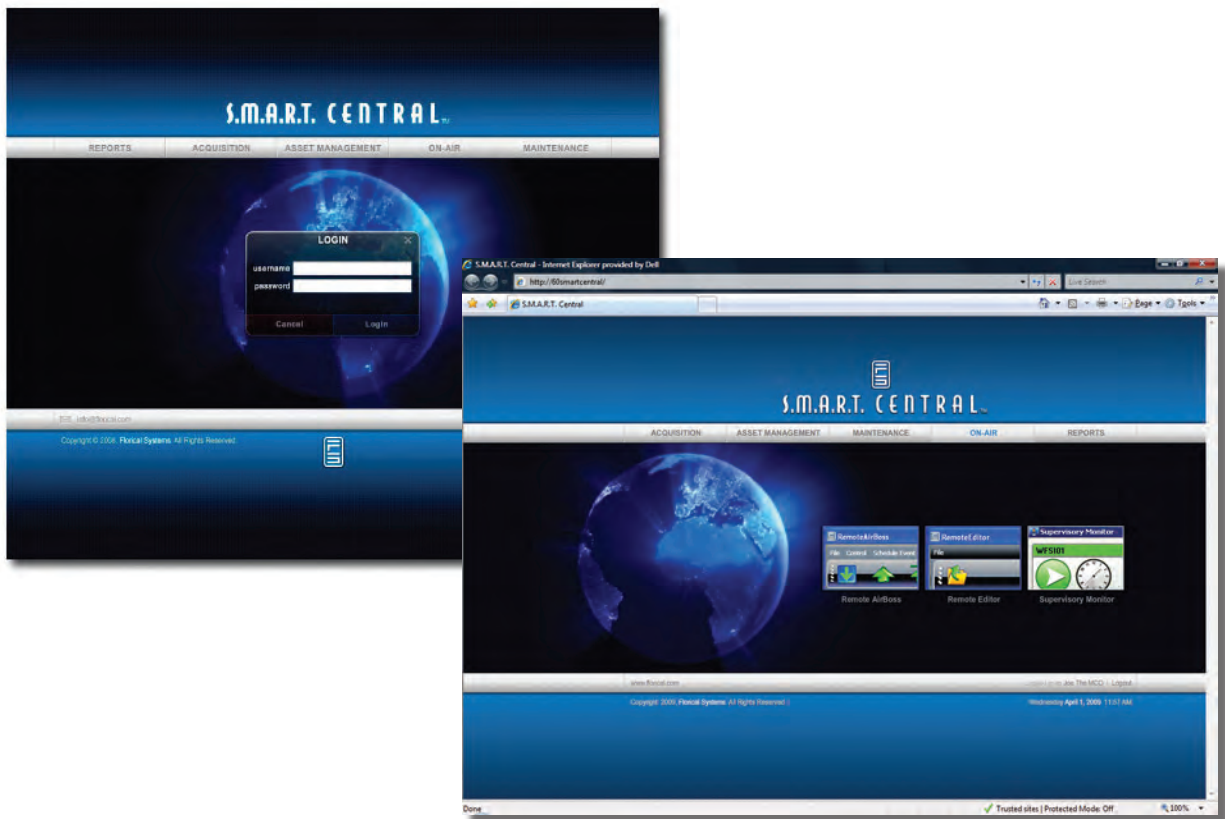 S.M.A.R.T. CENTRAL™
REPORTS ACQUISITION ASSET MANAGEMENT ON-AIR MAINTENANCE
LOGIN
username
password
Cancel Login
info@florical.com
Copyright © 2008, Florical Systems. All Rights Reserved.
S.M.A.R.T. Central - Internet Explorer provided by Dell
http://60smartcentral/
Live Search
S.M.A.R.T. Central
Page Tools
S.M.A.R.T. CENTRAL™
ACQUISITION ASSET MANAGEMENT MAINTENANCE ON-AIR REPORTS
RemoteAirBoss
File Control Schedule Event
Remote AirBoss
RemoteEditor
File
Remote Editor
Supervisory Monitor
WFSI01
Supervisory Monitor
www.florical.com
Joe The MCO | Logout
Copyright 2009, Florical Systems. All Rights Reserved.
Wednesday April 1, 2009 11:57 AM
Done
Trusted sites | Protected Mode: Off
100%